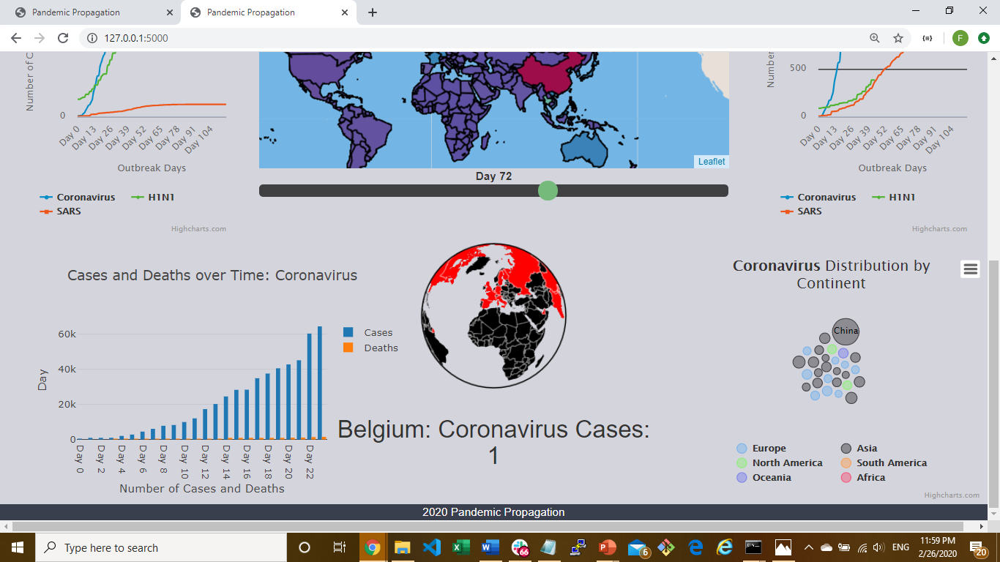 Pandemic Propagation
Pandemic Propagation
127.0.0.1:5000
Number of C
0
Day 0
Day 13
Day 26
Day 39
Day 52
Day 65
Day 78
Day 91
Day 104
Outbreak Days
Coronavirus
H1N1
SARS
Highcharts.com
Leaflet
Day 72
Number
500
0
Day 0
Day 13
Day 26
Day 39
Day 52
Day 65
Day 78
Day 91
Day 104
Outbreak Days
Coronavirus
H1N1
SARS
Highcharts.com
Cases and Deaths over Time: Coronavirus
Cases
Deaths
Day
60k
40k
20k
0
Day 0
Day 2
Day 4
Day 6
Day 8
Day 10
Day 12
Day 14
Day 16
Day 18
Day 20
Day 22
Number of Cases and Deaths
Belgium: Coronavirus Cases:
1
Coronavirus Distribution by
Continent
China
Europe
Asia
North America
South America
Oceania
Africa
Highcharts.com
2020 Pandemic Propagation
Type here to search
66
6
ENG
11:59 PM
2/26/2020
20
F